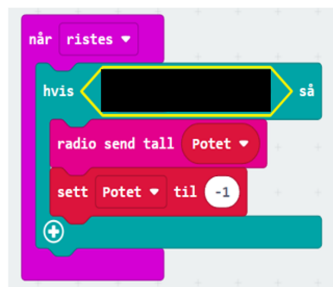 når ristes
hvis så
radio send tall Potet
sett Potet til -1